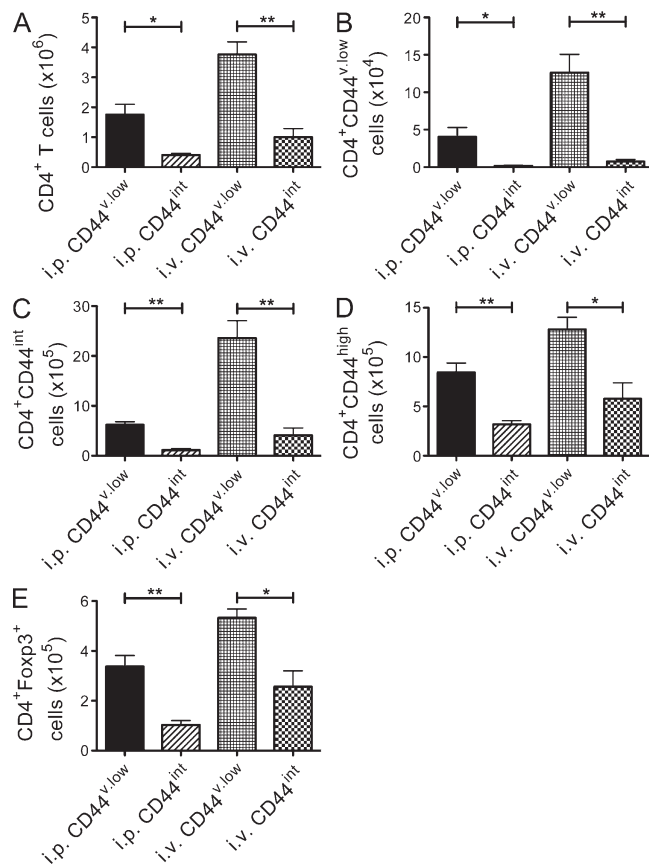 A
CD4⁺ T cells (x10⁶)
5
4
3
2
1
0
*
**
i.p. CD44ᵛ·ˡᵒʷ
i.p. CD44ⁱⁿᵗ
i.v. CD44ᵛ·ˡᵒʷ
i.v. CD44ⁱⁿᵗ
B
CD4⁺CD44ᵛ·ˡᵒʷ
cells (x10⁴)
20
15
10
5
0
*
**
i.p. CD44ᵛ·ˡᵒʷ
i.p. CD44ⁱⁿᵗ
i.v. CD44ᵛ·ˡᵒʷ
i.v. CD44ⁱⁿᵗ
C
CD4⁺CD44ⁱⁿᵗ
cells (x10⁵)
30
20
10
0
**
**
i.p. CD44ᵛ·ˡᵒʷ
i.p. CD44ⁱⁿᵗ
i.v. CD44ᵛ·ˡᵒʷ
i.v. CD44ⁱⁿᵗ
D
CD4⁺CD44ʰⁱᵍʰ
cells (x10⁵)
15
10
5
0
**
*
i.p. CD44ᵛ·ˡᵒʷ
i.p. CD44ⁱⁿᵗ
i.v. CD44ᵛ·ˡᵒʷ
i.v. CD44ⁱⁿᵗ
E
CD4⁺Foxp3⁺
cells (x10⁵)
6
4
2
0
**
*
i.p. CD44ᵛ·ˡᵒʷ
i.p. CD44ⁱⁿᵗ
i.v. CD44ᵛ·ˡᵒʷ
i.v. CD44ⁱⁿᵗ